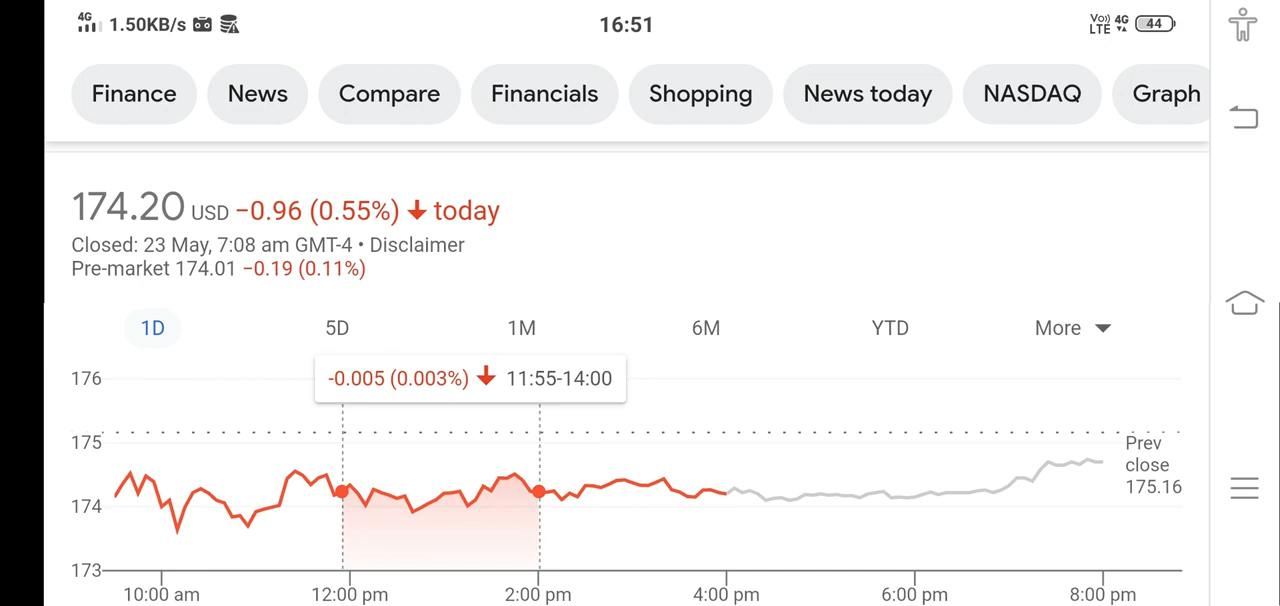 4G 1.50KB/s 16:51 Vo)) LTE 4G 44
Finance News Compare Financials Shopping News today NASDAQ Graph
174.20 USD −0.96 (0.55%) today
Closed: 23 May, 7:08 am GMT-4 • Disclaimer
Pre-market 174.01 −0.19 (0.11%)
1D 5D 1M 6M YTD More
-0.005 (0.003%) 11:55-14:00
176
175
174
173
Prev
close
175.16
10:00 am 12:00 pm 2:00 pm 4:00 pm 6:00 pm 8:00 pm